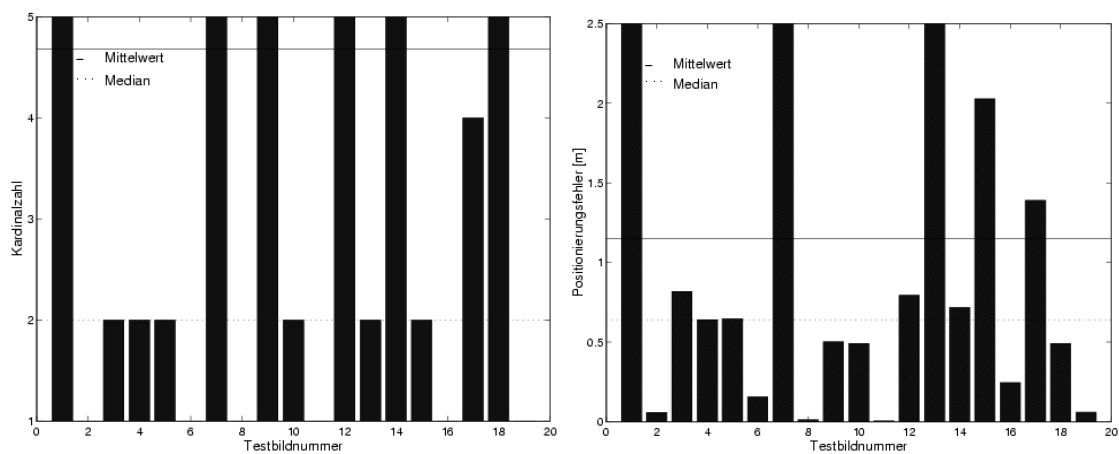 5
4
3
2
1
Kardinalzahl
Mittelwert
Median
0 2 4 6 8 10 12 14 16 18 20
Testbildnummer
2.5
2
1.5
1
0.5
0
Positionierungsfehler [m]
Mittelwert
Median
0 2 4 6 8 10 12 14 16 18 20
Testbildnummer